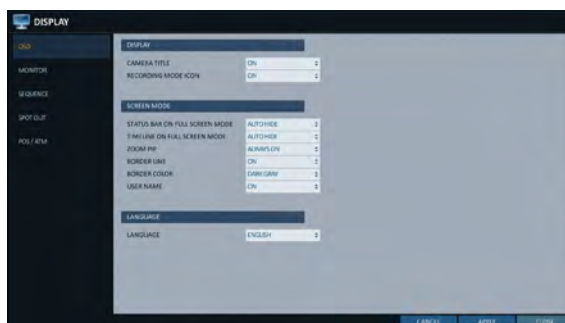 DISPLAY
OSD
MONITOR
SEQUENCE
SPOT OUT
POS / ATM
DISPLAY
CAMERA TITLE ON
RECORDING MODE ICON ON
SCREEN MODE
STATUS BAR ON FULL SCREEN MODE AUTO HIDE
TIMELINE ON FULL SCREEN MODE AUTO HIDE
ZOOM PIP ALWAYS ON
BORDER LINE ON
BORDER COLOR DARK GRAY
USER NAME ON
LANGUAGE
LANGUAGE ENGLISH
CANCEL APPLY CLOSE